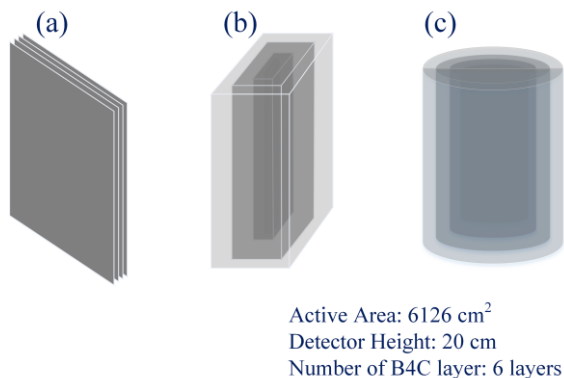 (a)
(b)
(c)
Active Area: 6126 cm²
Detector Height: 20 cm
Number of B4C layer: 6 layers